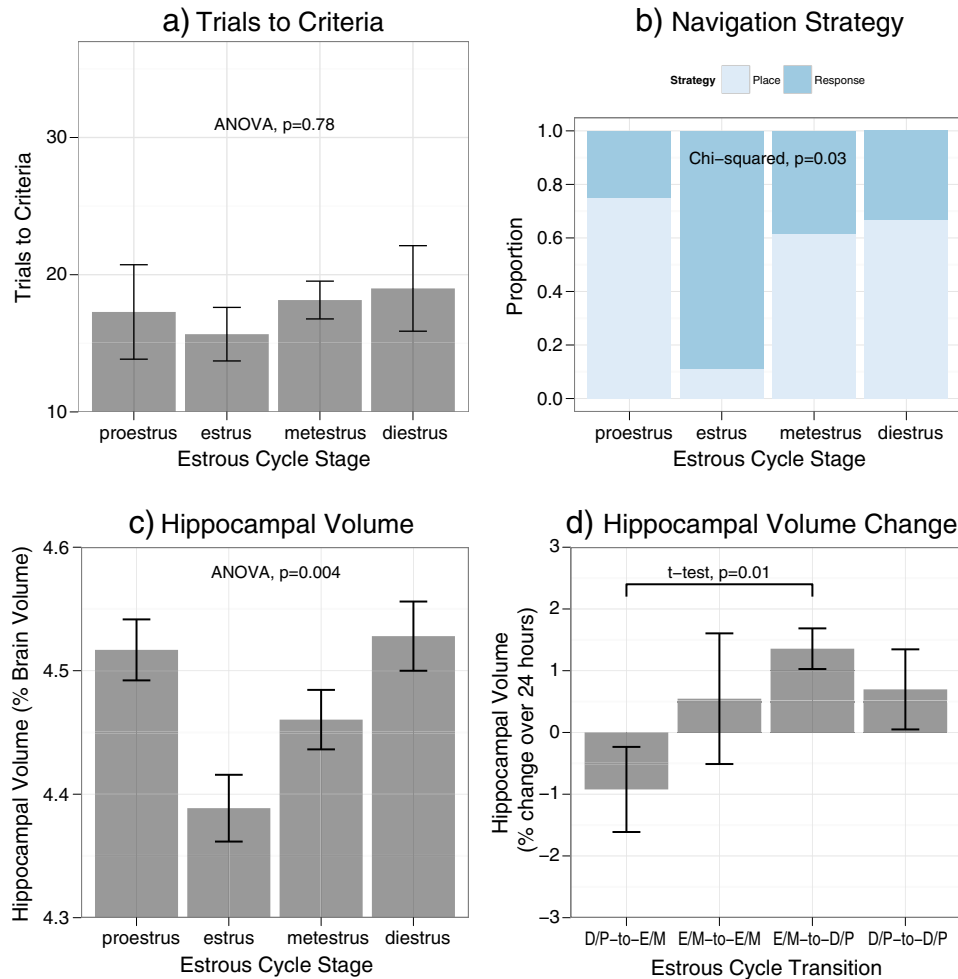 a) Trials to Criteria
ANOVA, p=0.78
Trials to Criteria
30
20
10
proestrus estrus metestrus diestrus
Estrous Cycle Stage
b) Navigation Strategy
Strategy Place Response
Chi-squared, p=0.03
Proportion
1.0
0.8
0.6
0.4
0.2
0.0
proestrus estrus metestrus diestrus
Estrous Cycle Stage
c) Hippocampal Volume
ANOVA, p=0.004
Hippocampal Volume (% Brain Volume)
4.6
4.5
4.4
4.3
proestrus estrus metestrus diestrus
Estrous Cycle Stage
d) Hippocampal Volume Change
t-test, p=0.01
Hippocampal Volume
(% change over 24 hours)
3
2
1
0
−1
−2
−3
D/P-to-E/M E/M-to-E/M E/M-to-D/P D/P-to-D/P
Estrous Cycle Transition